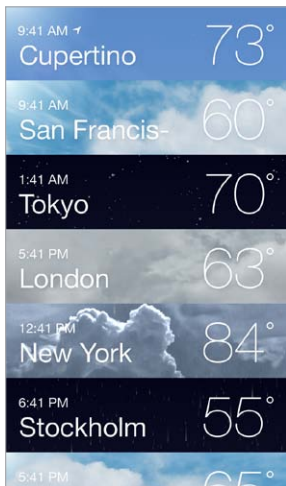 9:41 AM
Cupertino
73°
9:41 AM
San Francis-
60°
1:41 AM
Tokyo
70°
5:41 PM
London
63°
12:41 PM
New York
84°
6:41 PM
Stockholm
55°
5:41 PM
65°